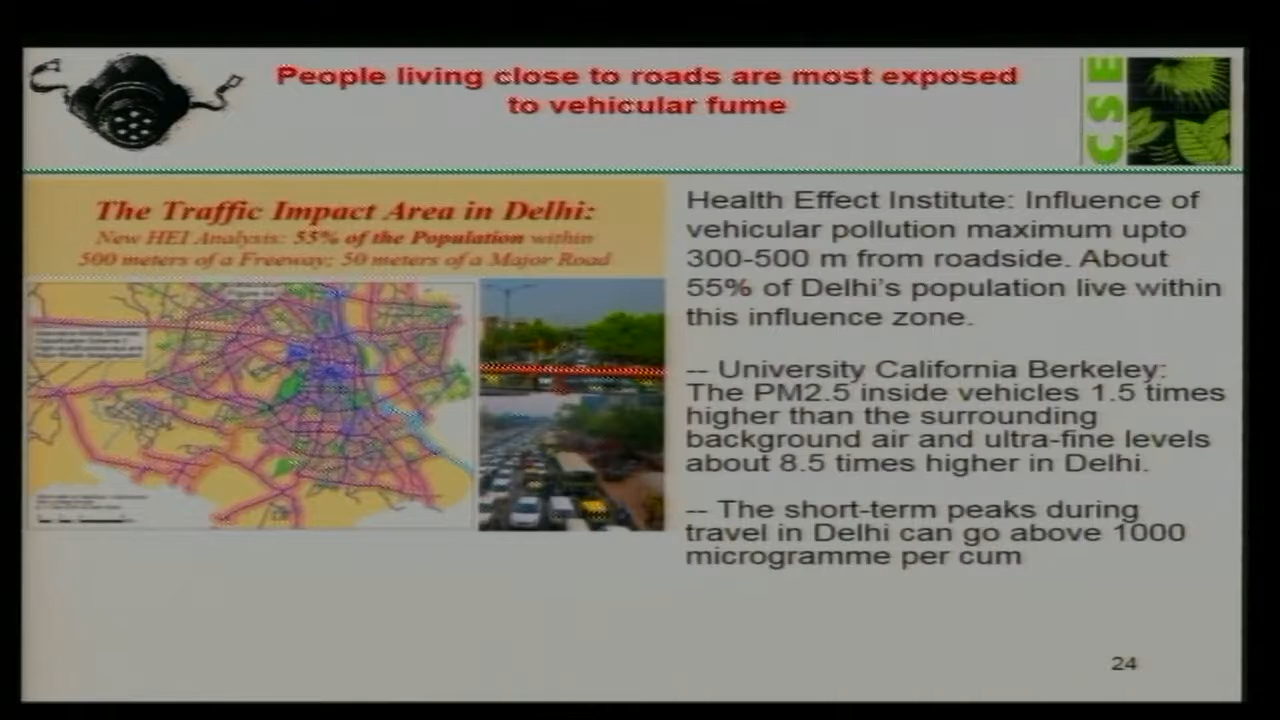 People living close to roads are most exposed
to vehicular fume
CSE
The Traffic Impact Area in Delhi:
New HEI Analysis: 55% of the Population within
500 meters of a Freeway; 50 meters of a Major Road
Health Effect Institute: Influence of
vehicular pollution maximum upto
300-500 m from roadside. About
55% of Delhi's population live within
this influence zone.
-- University California Berkeley:
The PM2.5 inside vehicles 1.5 times
higher than the surrounding
background air and ultra-fine levels
about 8.5 times higher in Delhi.
-- The short-term peaks during
travel in Delhi can go above 1000
microgramme per cum
24